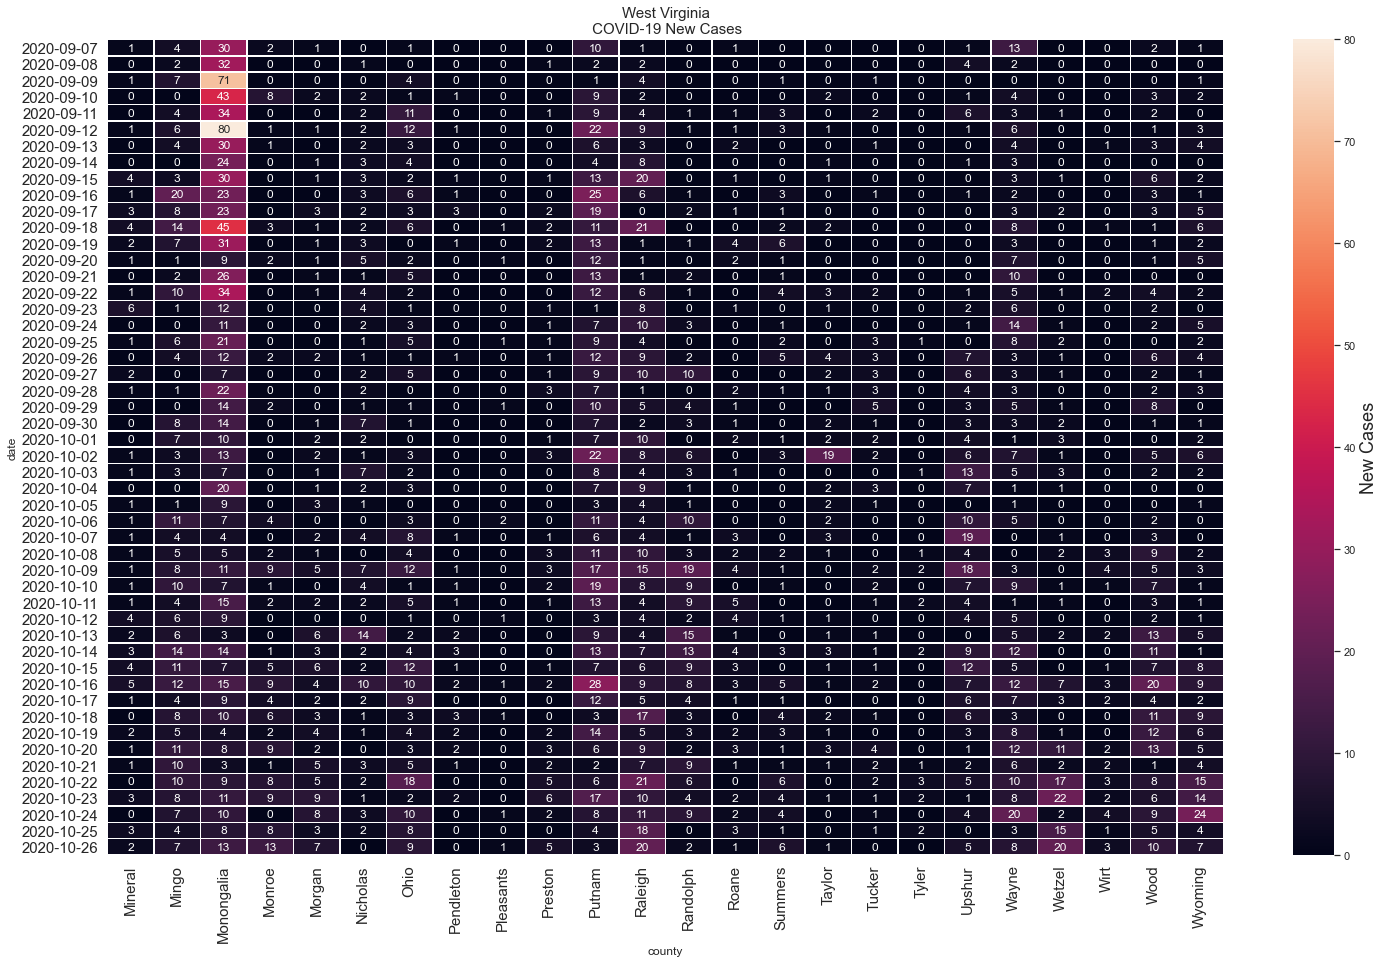 West Virginia
COVID-19 New Cases
2020-09-07 1 4 30 2 1 0 1 0 0 0 10 1 0 1 0 0 0 0 1 13 0 0 2 1
2020-09-08 0 2 32 0 0 1 0 0 0 1 2 2 0 0 0 0 0 0 4 2 0 0 0 0
2020-09-09 1 7 71 0 0 0 4 0 0 0 1 4 0 0 1 0 1 0 0 0 0 0 0 1
2020-09-10 0 0 43 8 2 2 1 1 0 0 9 2 0 0 0 2 0 0 1 4 0 0 3 2
2020-09-11 0 4 34 0 0 2 11 0 0 1 9 4 1 1 3 0 2 0 6 3 1 0 2 0
2020-09-12 1 6 80 1 1 2 12 1 0 0 22 9 1 1 3 1 0 0 1 6 0 0 1 3
2020-09-13 0 4 30 1 0 2 3 0 0 0 6 3 0 2 0 0 1 0 0 4 0 1 3 4
2020-09-14 0 0 24 0 1 3 4 0 0 0 4 8 0 0 0 1 0 0 1 3 0 0 0 0
2020-09-15 4 3 30 0 1 3 2 1 0 1 13 20 0 1 0 1 0 0 0 3 1 0 6 2
2020-09-16 1 20 23 0 0 3 6 1 0 0 25 6 1 0 3 0 1 0 1 2 0 0 3 1
2020-09-17 3 8 23 0 3 2 3 3 0 2 19 0 2 1 1 0 0 0 0 3 2 0 3 5
2020-09-18 4 14 45 3 1 2 6 0 1 2 11 21 0 0 2 2 0 0 0 8 0 1 1 6
2020-09-19 2 7 31 0 1 3 0 1 0 2 13 1 1 4 6 0 0 0 0 3 0 0 1 2
2020-09-20 1 1 9 2 1 5 2 0 1 0 12 1 0 2 1 0 0 0 0 7 0 0 1 5
2020-09-21 0 2 26 0 1 1 5 0 0 0 13 1 2 0 1 0 0 0 0 10 0 0 0 0
2020-09-22 1 10 34 0 1 4 2 0 0 0 12 6 1 0 4 3 2 0 1 5 1 2 4 2
2020-09-23 6 1 12 0 0 4 1 0 0 1 1 8 0 1 0 1 0 0 2 6 0 0 2 0
2020-09-24 0 0 11 0 0 2 3 0 0 1 7 10 3 0 1 0 0 0 1 14 1 0 2 5
2020-09-25 1 6 21 0 0 1 5 0 1 1 9 4 0 0 2 0 3 1 0 8 2 0 0 2
2020-09-26 0 4 12 2 2 1 1 1 0 1 12 9 2 0 5 4 3 0 7 3 1 0 6 4
2020-09-27 2 0 7 0 0 2 5 0 0 1 9 10 10 0 0 2 3 0 6 3 1 0 2 1
2020-09-28 1 1 22 0 0 2 0 0 0 3 7 1 0 2 1 1 3 0 4 3 0 0 2 3
2020-09-29 0 0 14 2 0 1 1 0 1 0 10 5 4 1 0 0 5 0 3 5 1 0 8 0
2020-09-30 0 8 14 0 1 7 1 0 0 0 7 2 3 1 0 2 1 0 3 3 2 0 1 1
2020-10-01 0 7 10 0 2 2 0 0 0 1 7 10 0 2 1 2 2 0 4 1 3 0 0 2
2020-10-02 1 3 13 0 2 1 3 0 0 3 22 8 6 0 3 19 2 0 6 7 1 0 5 6
2020-10-03 1 3 7 0 1 7 2 0 0 0 8 4 3 1 0 0 0 1 13 5 3 0 2 2
2020-10-04 0 0 20 0 1 2 3 0 0 0 7 9 1 0 0 2 3 0 7 1 1 0 0 0
2020-10-05 1 1 9 0 3 1 0 0 0 0 3 4 1 0 0 2 1 0 0 1 0 0 0 1
2020-10-06 1 11 7 4 0 0 3 0 2 0 11 4 10 0 0 2 0 0 10 5 0 0 2 0
2020-10-07 1 4 4 0 2 4 8 1 0 1 6 4 1 3 0 3 0 0 19 0 1 0 3 0
2020-10-08 1 5 5 2 1 0 4 0 0 3 11 10 3 2 2 1 0 1 4 0 2 3 9 2
2020-10-09 1 8 11 9 5 7 12 1 0 3 17 15 19 4 1 0 2 2 18 3 0 4 5 3
2020-10-10 1 10 7 1 0 4 1 1 0 2 19 8 9 0 1 0 2 0 7 9 1 1 7 1
2020-10-11 1 4 15 2 2 2 5 1 0 1 13 4 9 5 0 0 1 2 4 1 1 0 3 1
2020-10-12 4 6 9 0 0 0 1 0 1 0 3 4 2 4 1 1 0 0 4 5 0 0 2 1
2020-10-13 2 6 3 0 6 14 2 2 0 0 9 4 15 1 0 1 1 0 0 5 2 2 13 5
2020-10-14 3 14 14 1 3 2 4 3 0 0 13 7 13 4 3 3 1 2 9 12 0 0 11 1
2020-10-15 4 11 7 5 6 2 12 1 0 1 7 6 9 3 0 1 1 0 12 5 0 1 7 8
2020-10-16 5 12 15 9 4 10 10 2 1 2 28 9 8 3 5 1 2 0 7 12 7 3 20 9
2020-10-17 1 4 9 4 2 2 9 0 0 0 12 5 4 1 1 0 0 0 6 7 3 2 4 2
2020-10-18 0 8 10 6 3 1 3 3 1 0 3 17 3 0 4 2 1 0 6 3 0 0 11 9
2020-10-19 2 5 4 2 4 1 4 2 0 2 14 5 3 2 3 1 0 0 3 8 1 0 12 6
2020-10-20 1 11 8 9 2 0 3 2 0 3 6 9 2 3 1 3 4 0 1 12 11 2 13 5
2020-10-21 1 10 3 1 5 3 5 1 0 2 2 7 9 1 1 1 2 1 2 6 2 2 1 4
2020-10-22 0 10 9 8 5 2 18 0 0 5 6 21 6 0 6 0 2 0 5 10 17 3 8 15
2020-10-23 3 8 11 9 9 1 2 2 0 6 17 10 4 2 4 1 1 2 1 8 22 2 6 14
2020-10-24 0 7 10 0 8 3 10 0 1 2 8 11 9 2 4 0 1 0 4 20 2 4 9 24
2020-10-25 3 4 8 8 3 2 8 0 0 0 4 18 0 3 1 0 1 2 0 3 15 1 5 4
2020-10-26 2 7 13 13 7 0 9 0 1 5 3 20 2 1 6 1 0 0 5 8 20 3 10 7
date
Mineral Mingo Monongalia Monroe Morgan Nicholas Ohio Pendleton Pleasants Preston Putnam Raleigh Randolph Roane Summers Taylor Tucker Tyler Upshur Wayne Wetzel Wirt Wood Wyoming
county
80
70
60
50
40
30
20
10
0
New Cases